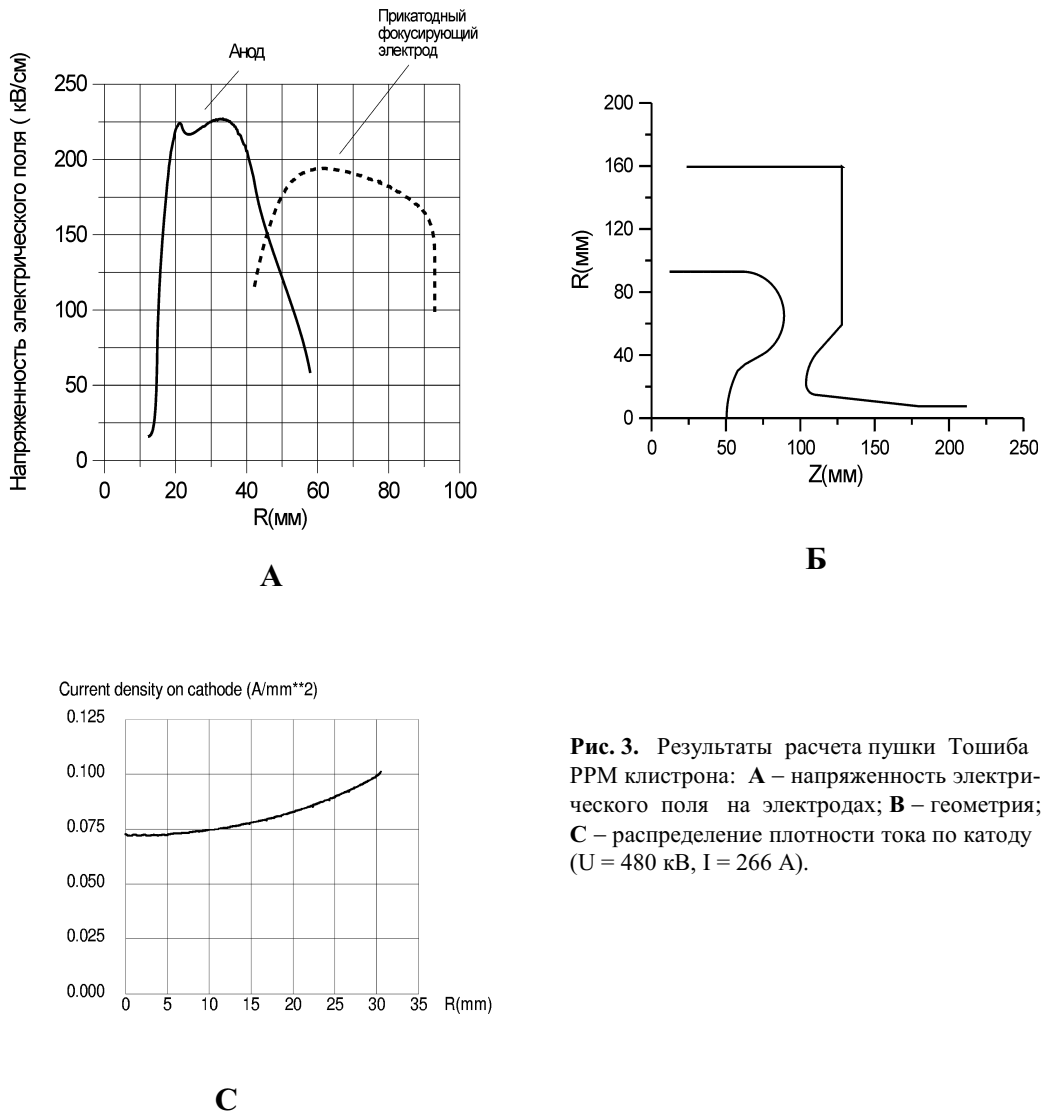 Прикатодный
фокусирующий
электрод
Анод
Напряженность электрического поля ( кВ/см)
250
200
150
100
50
0
0 20 40 60 80 100
R(мм)
А
200
160
120
80
40
0
R(мм)
0 50 100 150 200 250
Z(мм)
Б
Current density on cathode (A/mm**2)
0.125
0.100
0.075
0.050
0.025
0.000
0 5 10 15 20 25 30 35 R(mm)
С
Рис. 3. Результаты расчета пушки Тошиба
PPM клистрона: А – напряженность электри-
ческого поля на электродах; В – геометрия;
С – распределение плотности тока по катоду
(U = 480 кВ, I = 266 А).